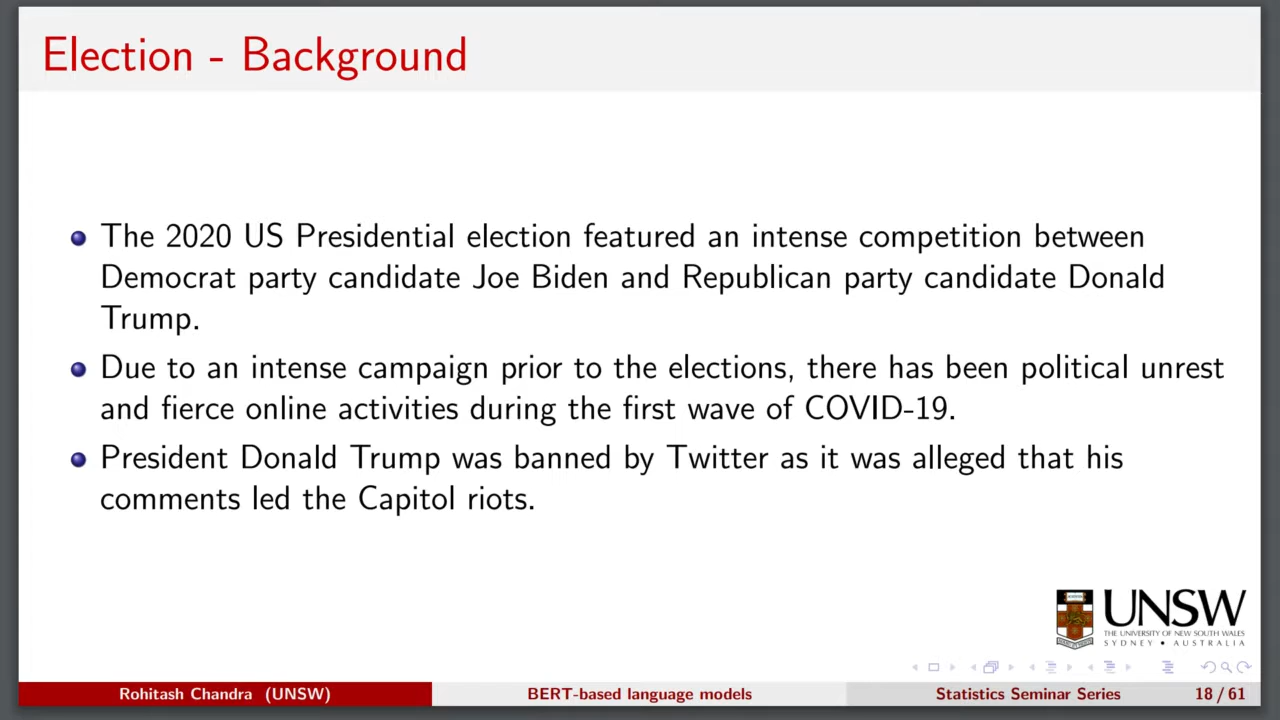 Election - Background
The 2020 US Presidential election featured an intense competition between
Democrat party candidate Joe Biden and Republican party candidate Donald
Trump.
Due to an intense campaign prior to the elections, there has been political unrest
and fierce online activities during the first wave of COVID-19.
President Donald Trump was banned by Twitter as it was alleged that his
comments led the Capitol riots.
UNSW
THE UNIVERSITY OF NEW SOUTH WALES
SYDNEY • AUSTRALIA
Rohitash Chandra (UNSW) BERT-based language models Statistics Seminar Series 18 / 61